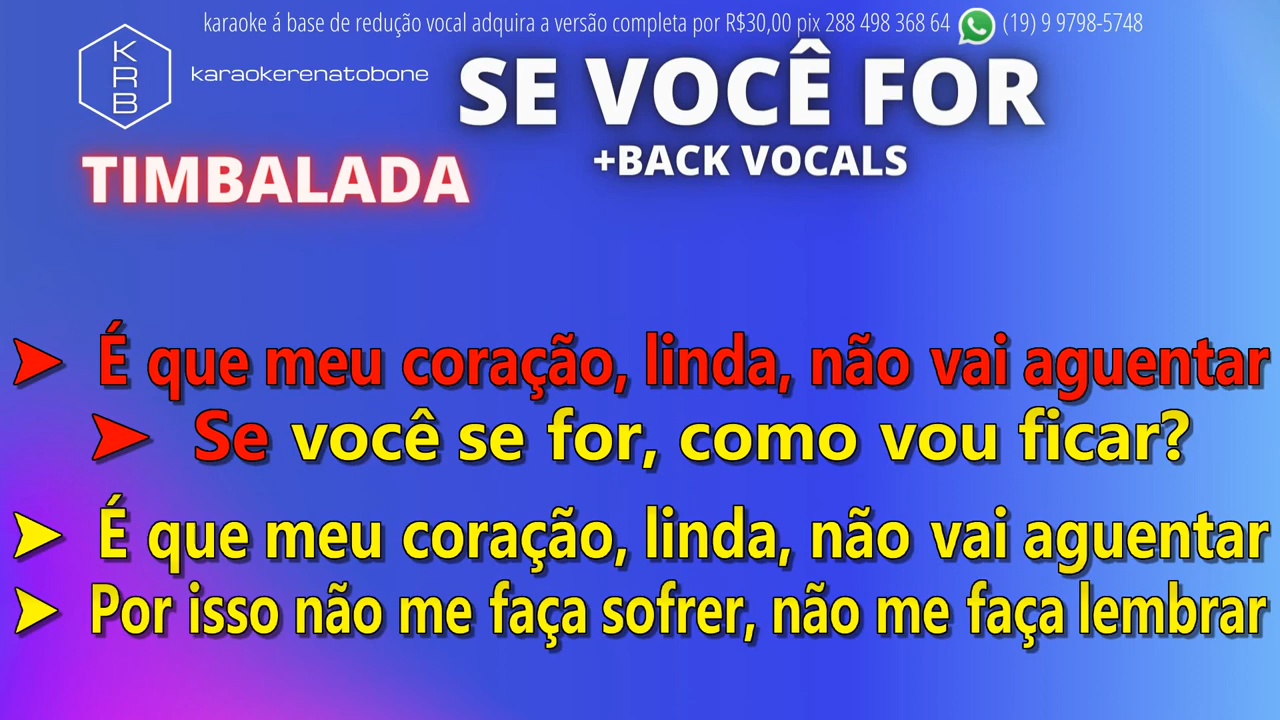 karaoke á base de redução vocal adquira a versão completa por R$30,00 pix 288 498 368 64 (19) 9 9798-5748
KRB
karaokerenatobone
SE VOCÊ FOR
+BACK VOCALS
TIMBALADA
➤ É que meu coração, linda, não vai aguentar
➤ Se você se for, como vou ficar?
➤ É que meu coração, linda, não vai aguentar
➤ Por isso não me faça sofrer, não me faça lembrar